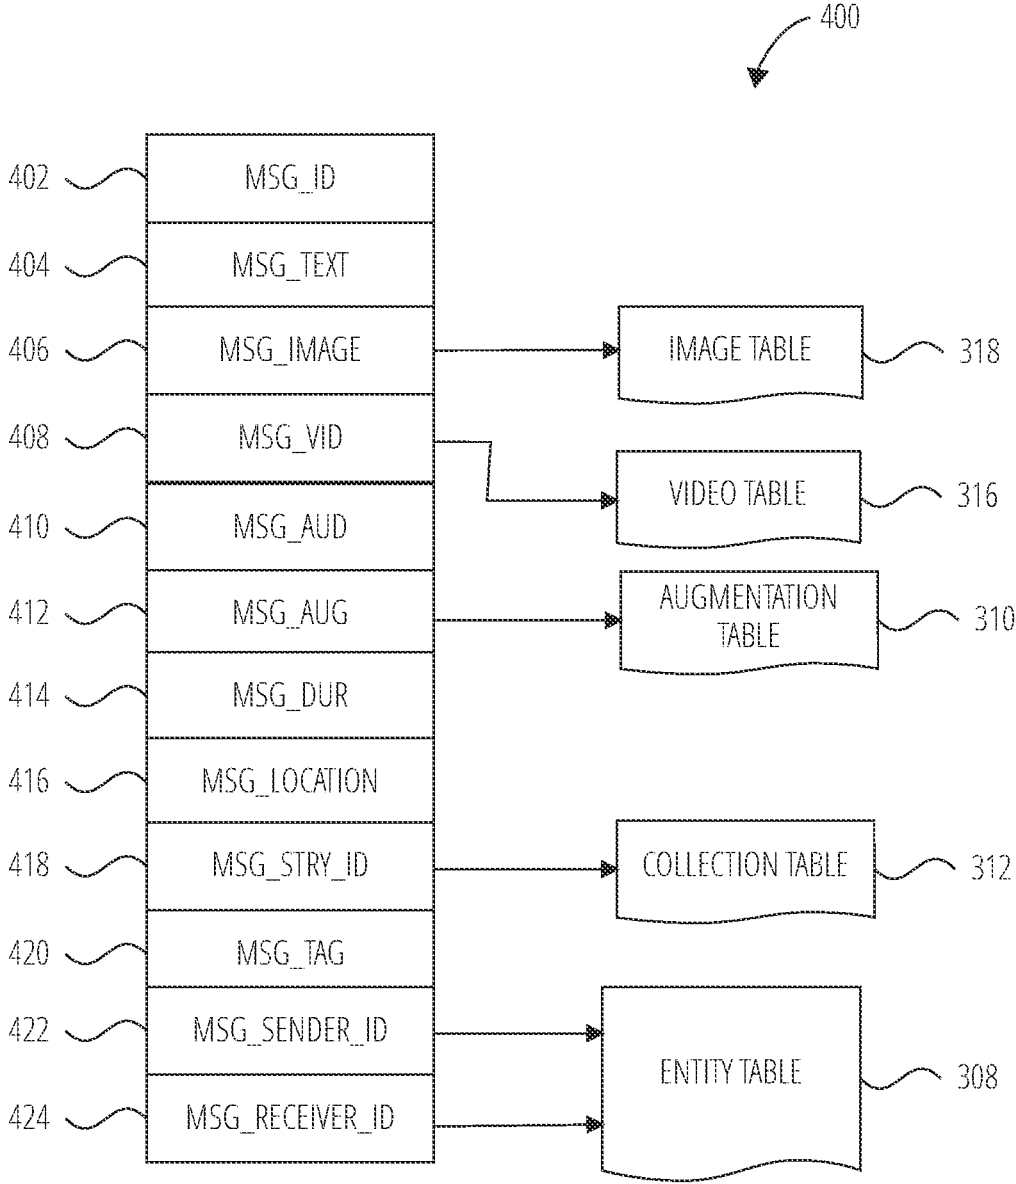 400
402 MSG_ID
404 MSG_TEXT
406 MSG_IMAGE IMAGE TABLE 318
408 MSG_VID VIDEO TABLE 316
410 MSG_AUD
412 MSG_AUG AUGMENTATION TABLE 310
414 MSG_DUR
416 MSG_LOCATION
418 MSG_STRY_ID COLLECTION TABLE 312
420 MSG_TAG
422 MSG_SENDER_ID
ENTITY TABLE 308
424 MSG_RECEIVER_ID